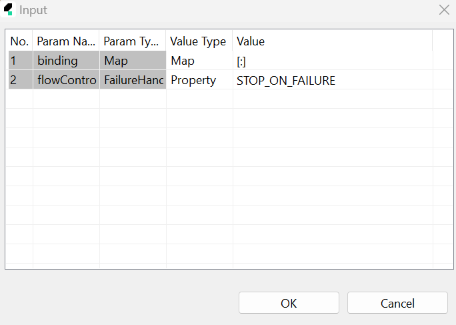 Input
No. Param Na... Param Ty... Value Type Value
1 binding Map Map [:]
2 flowContro FailureHanc Property STOP_ON_FAILURE
OK Cancel